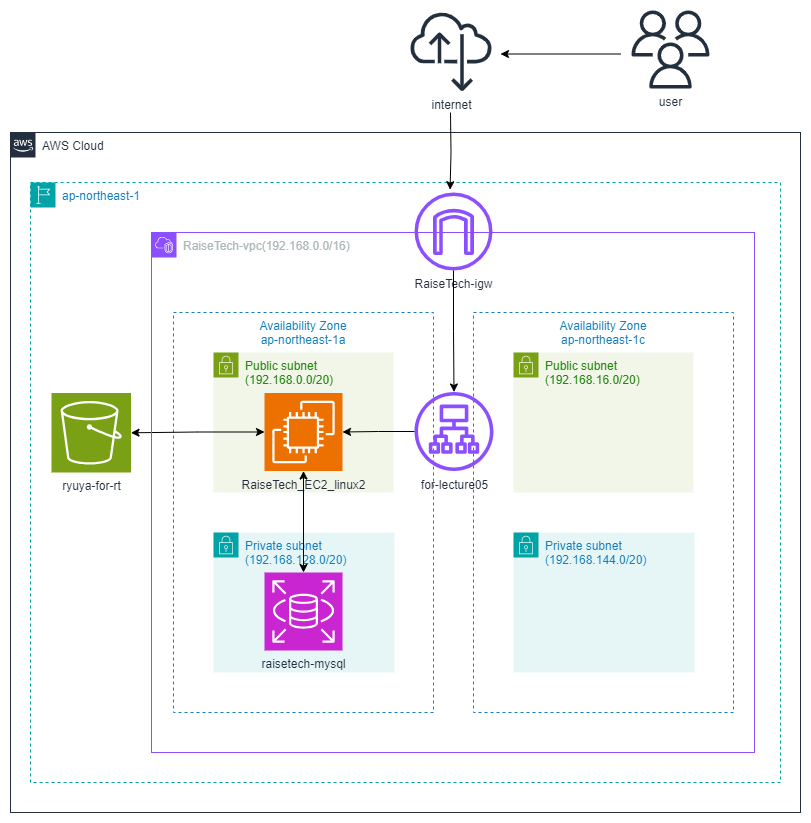 internet
user
aws
AWS Cloud
ap-northeast-1
RaiseTech-vpc(192.168.0.0/16)
RaiseTech-igw
Availability Zone
ap-northeast-1a
Availability Zone
ap-northeast-1c
Public subnet
(192.168.0.0/20)
Public subnet
(192.168.16.0/20)
ryuya-for-rt
RaiseTech_EC2_linux2
for-lecture05
Private subnet
(192.168.128.0/20)
Private subnet
(192.168.144.0/20)
raisetech-mysql